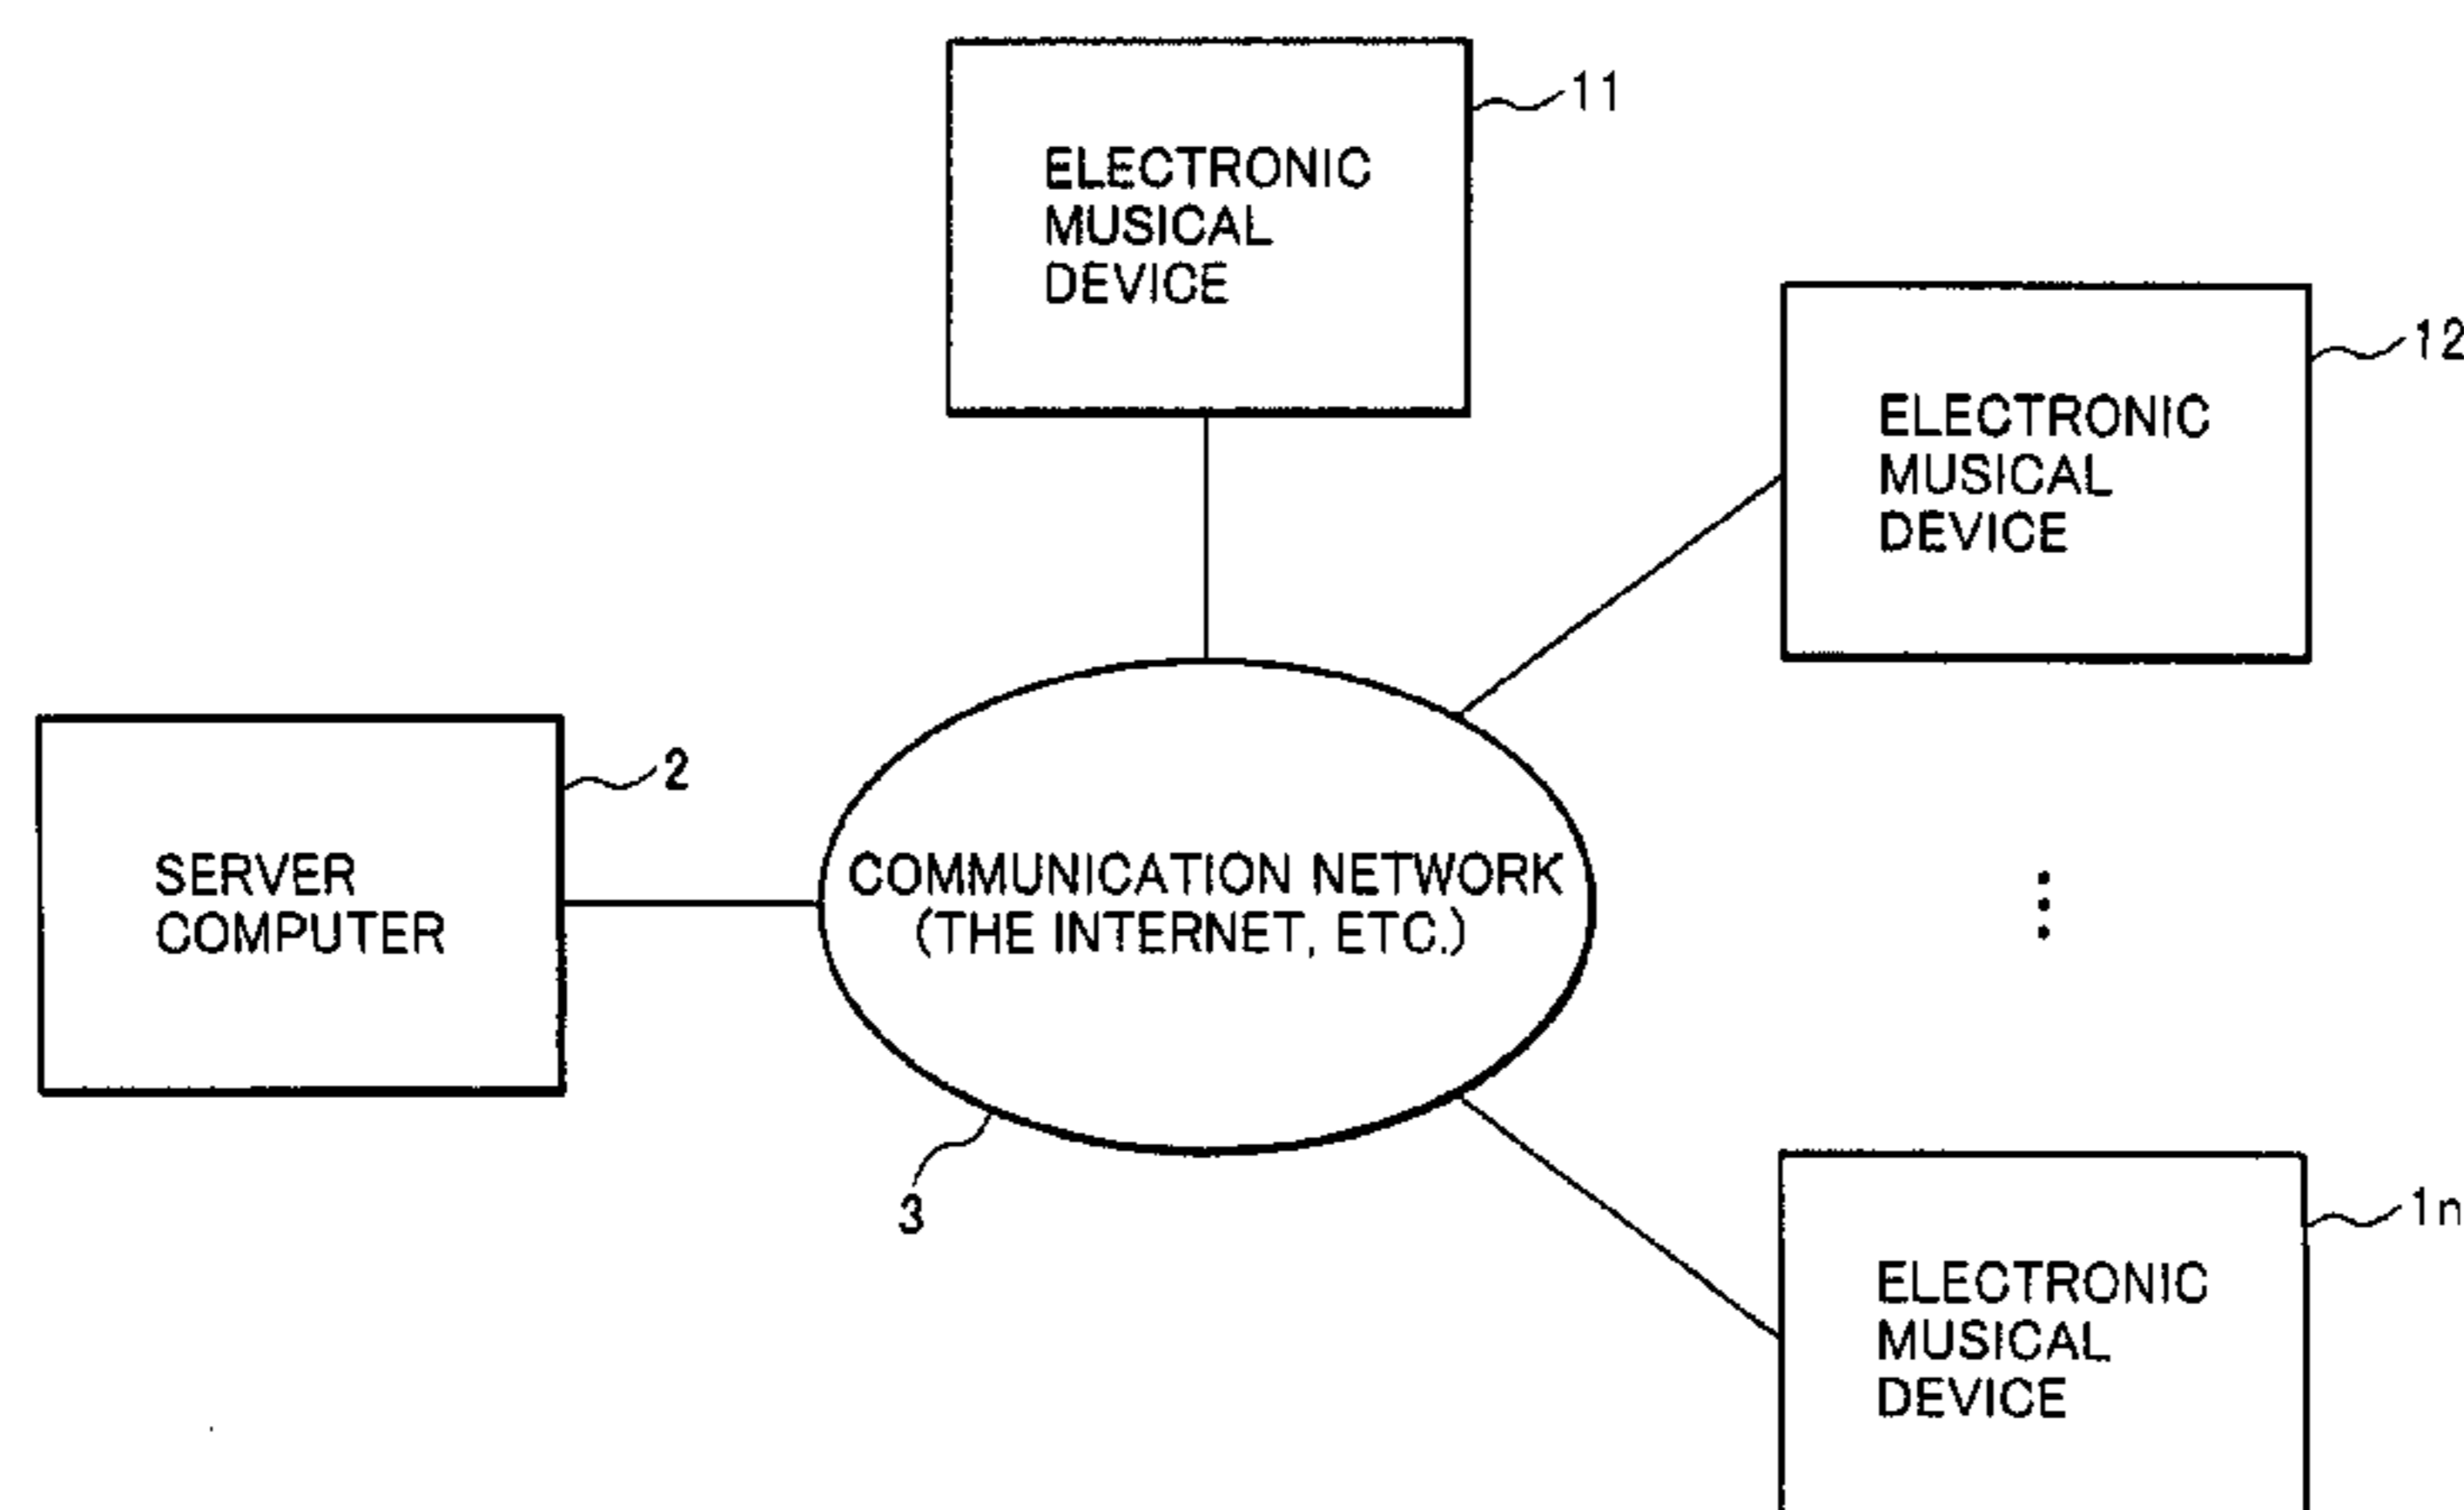 ELECTRONIC
MUSICAL
DEVICE
11
ELECTRONIC
MUSICAL
DEVICE
12
SERVER
COMPUTER
2
COMMUNICATION NETWORK
(THE INTERNET, ETC.)
3
ELECTRONIC
MUSICAL
DEVICE
1n